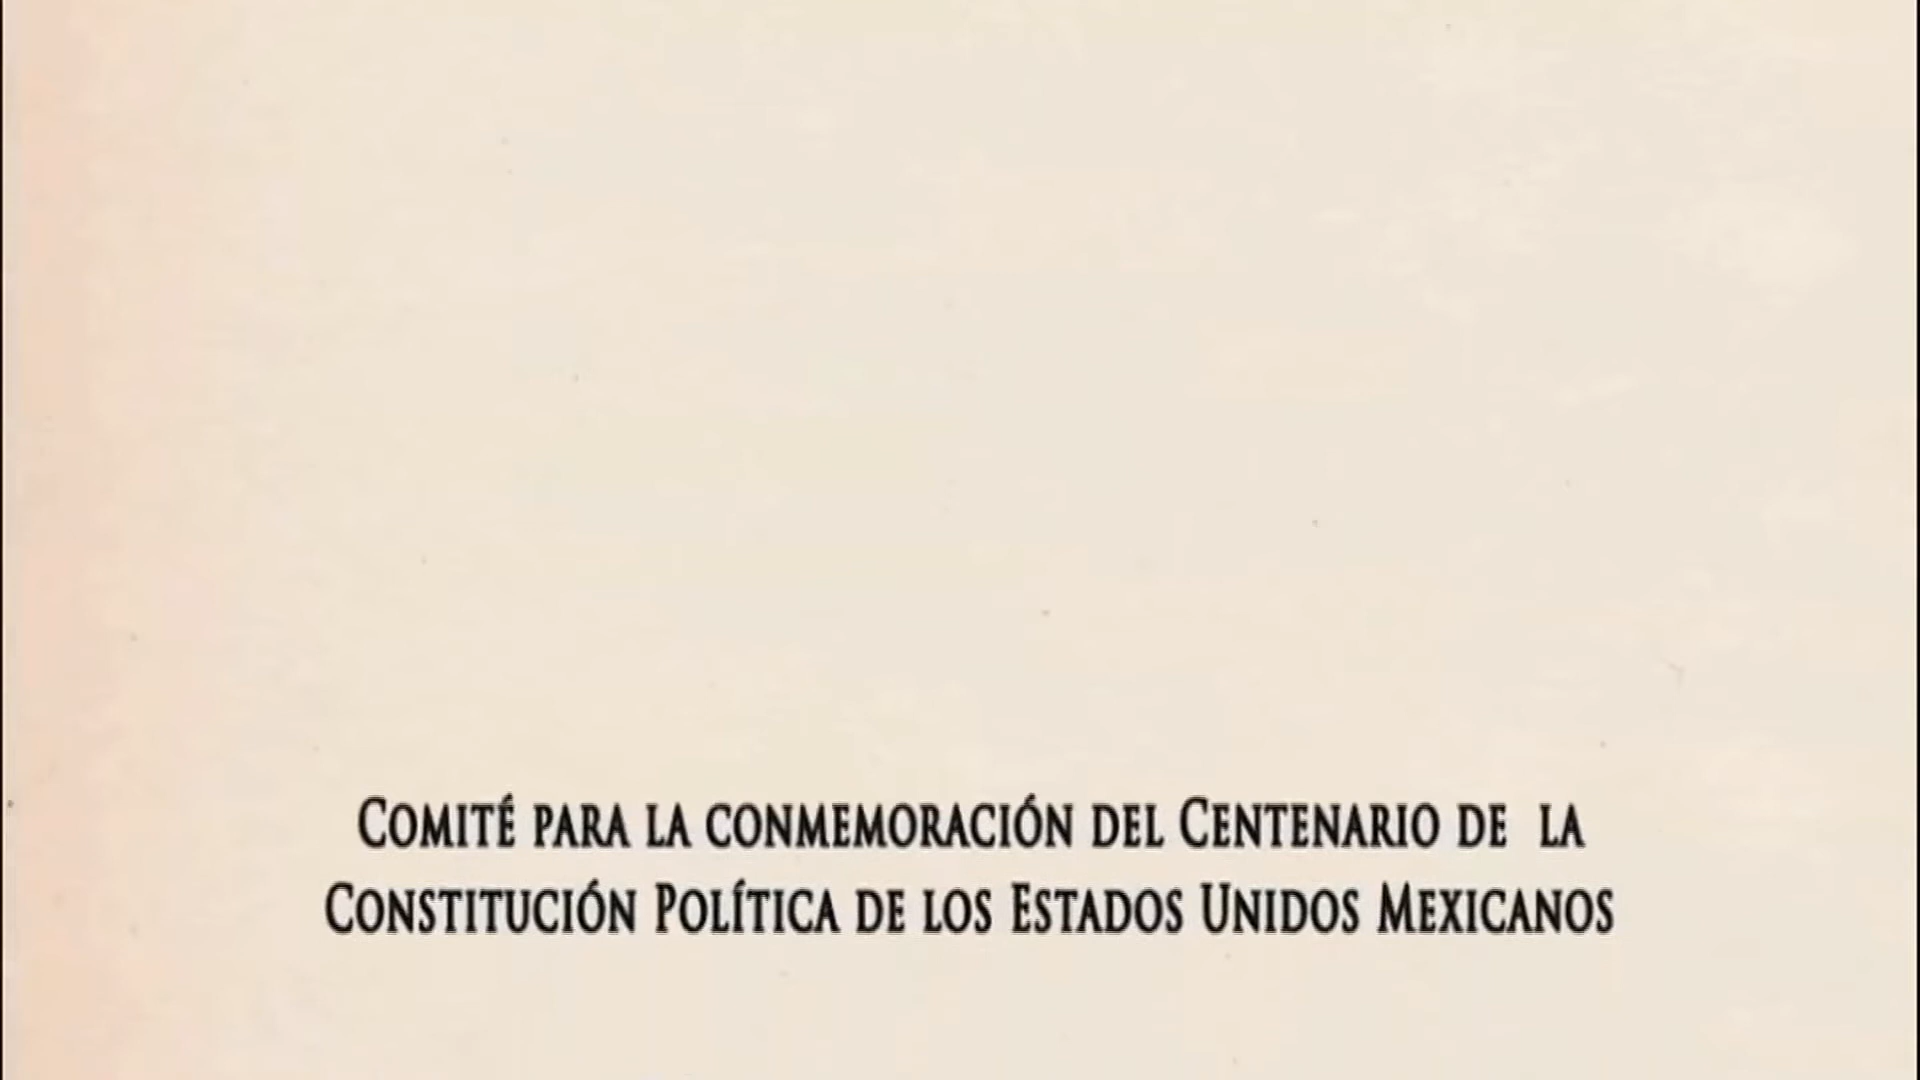 Comité para la conmemoración del Centenario de la
Constitución Política de los Estados Unidos Mexicanos